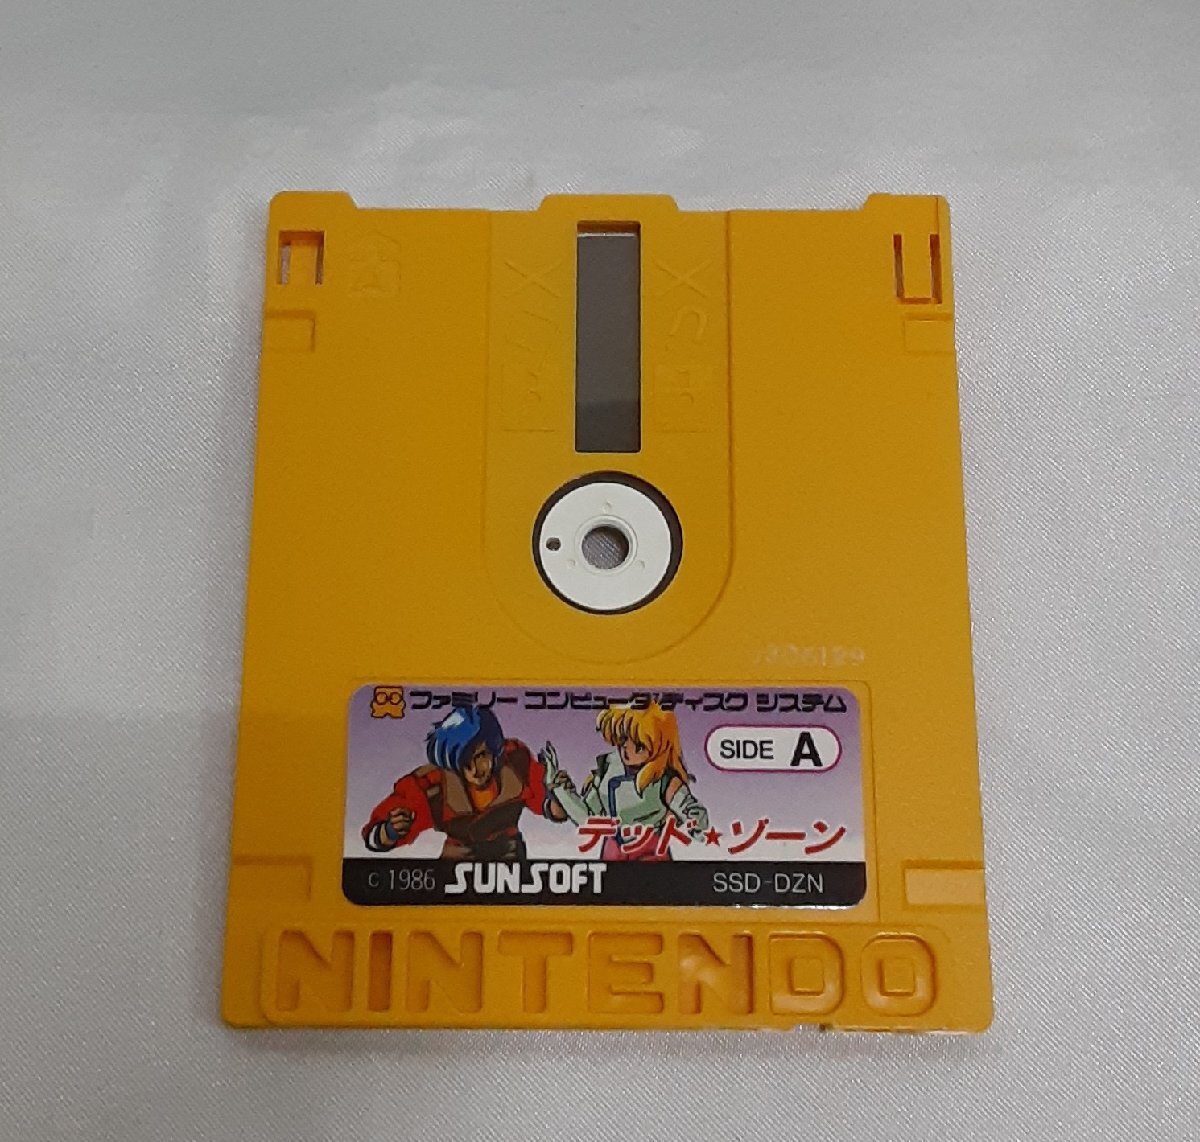 ファミリー コンピュータ ディスク システム
SIDE A
デッド★ゾーン
c 1986 SUNSOFT SSD-DZN
NINTENDO